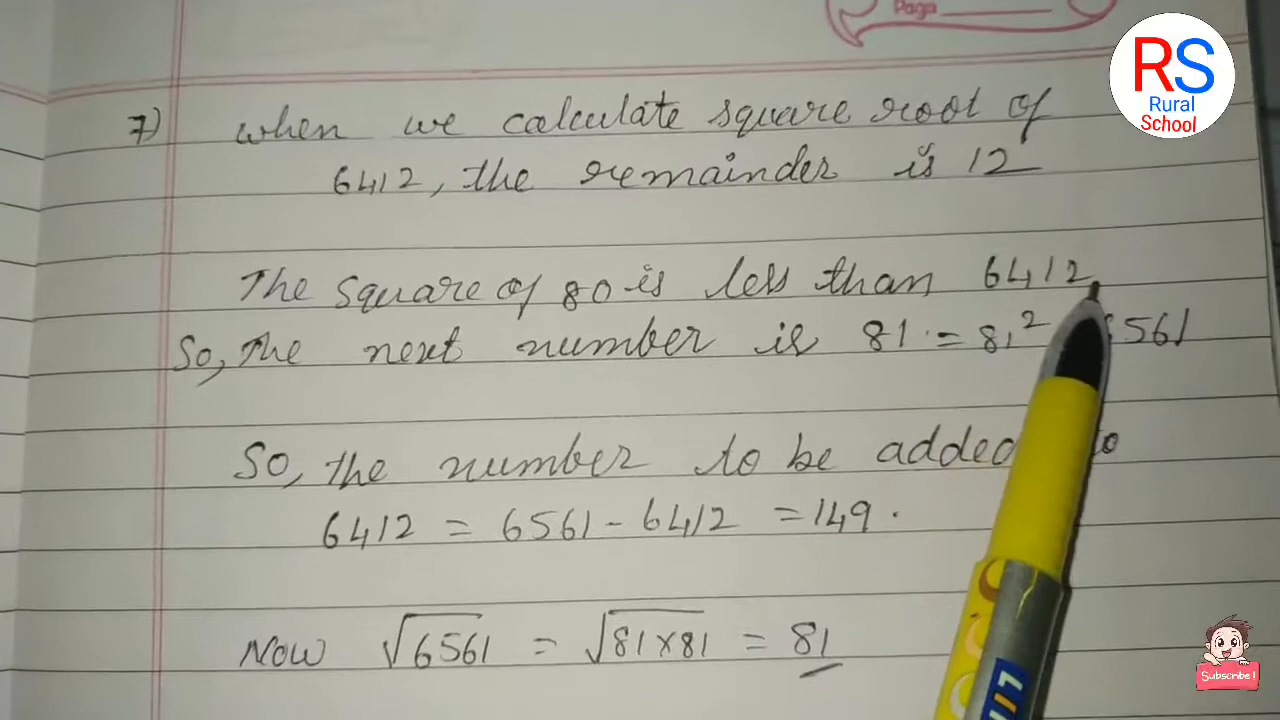 Page
RS
Rural
School
7) when we calculate square root of
6412, the remainder is 12
The square of 80 is less than 6412
So, the next number is 81 = 81² 6561
So, the number to be added to
6412 = 6561 - 6412 = 149.
Now √6561 = √81×81 = 81
Subscribe!